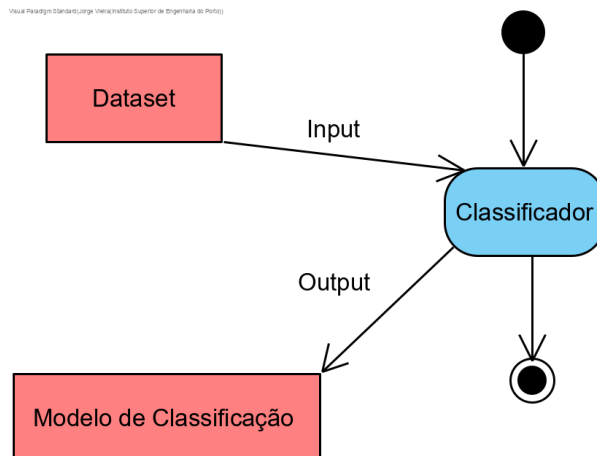 Visual Paradigm Standard(Jorge Vieira(Instituto Superior de Engenharia do Porto))
Dataset
Input
Classificador
Output
Modelo de Classificação